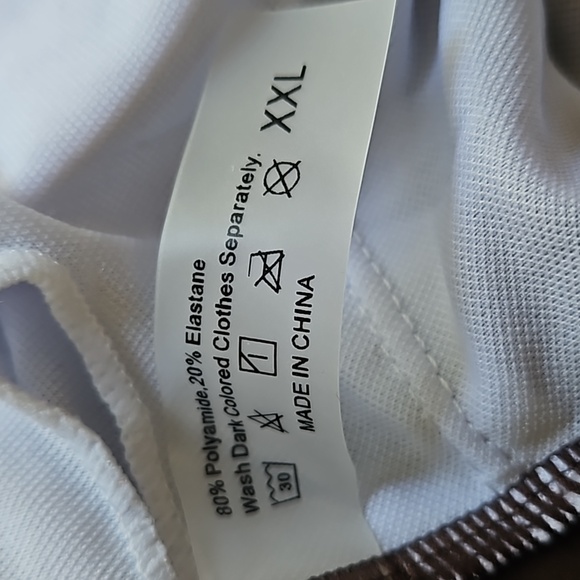 80% Polyamide,20% Elastane
Wash Dark Colored Clothes Separately.
30
XXL
MADE IN CHINA